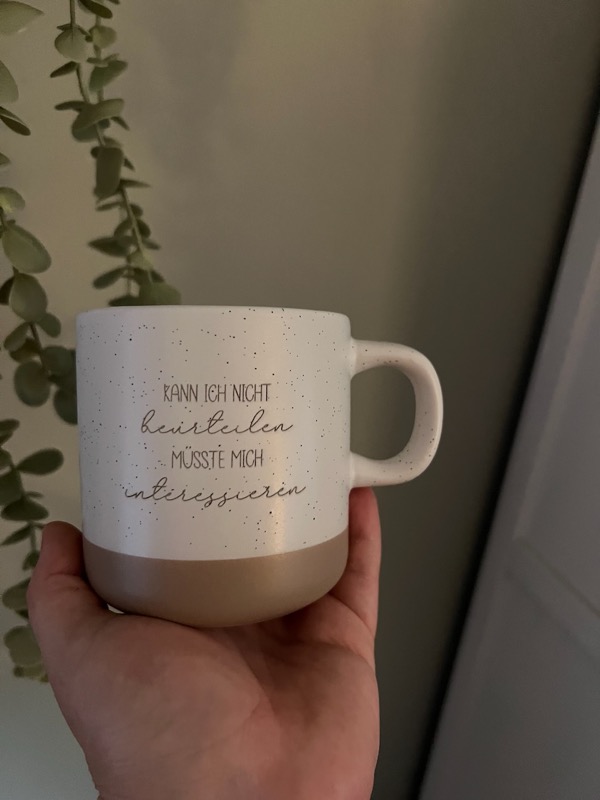 KANN ICH NICHT
beurteilen
MÜSSTE MICH
interessieren